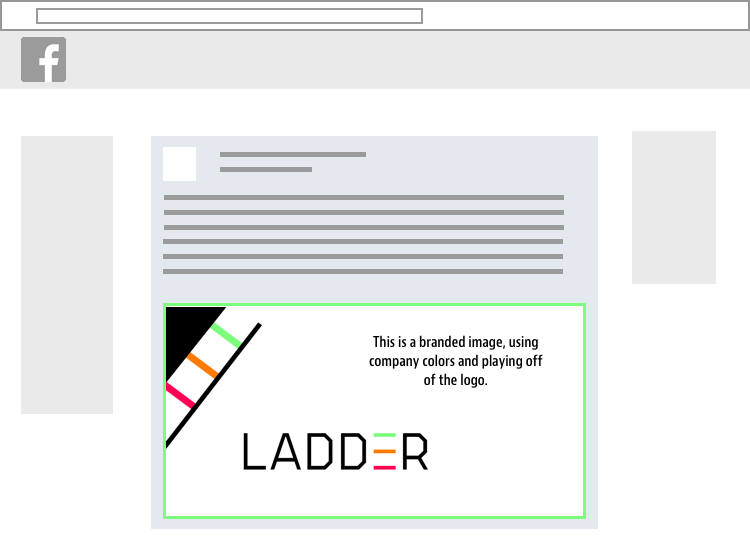 f
This is a branded image, using
company colors and playing off
of the logo.
LADDER